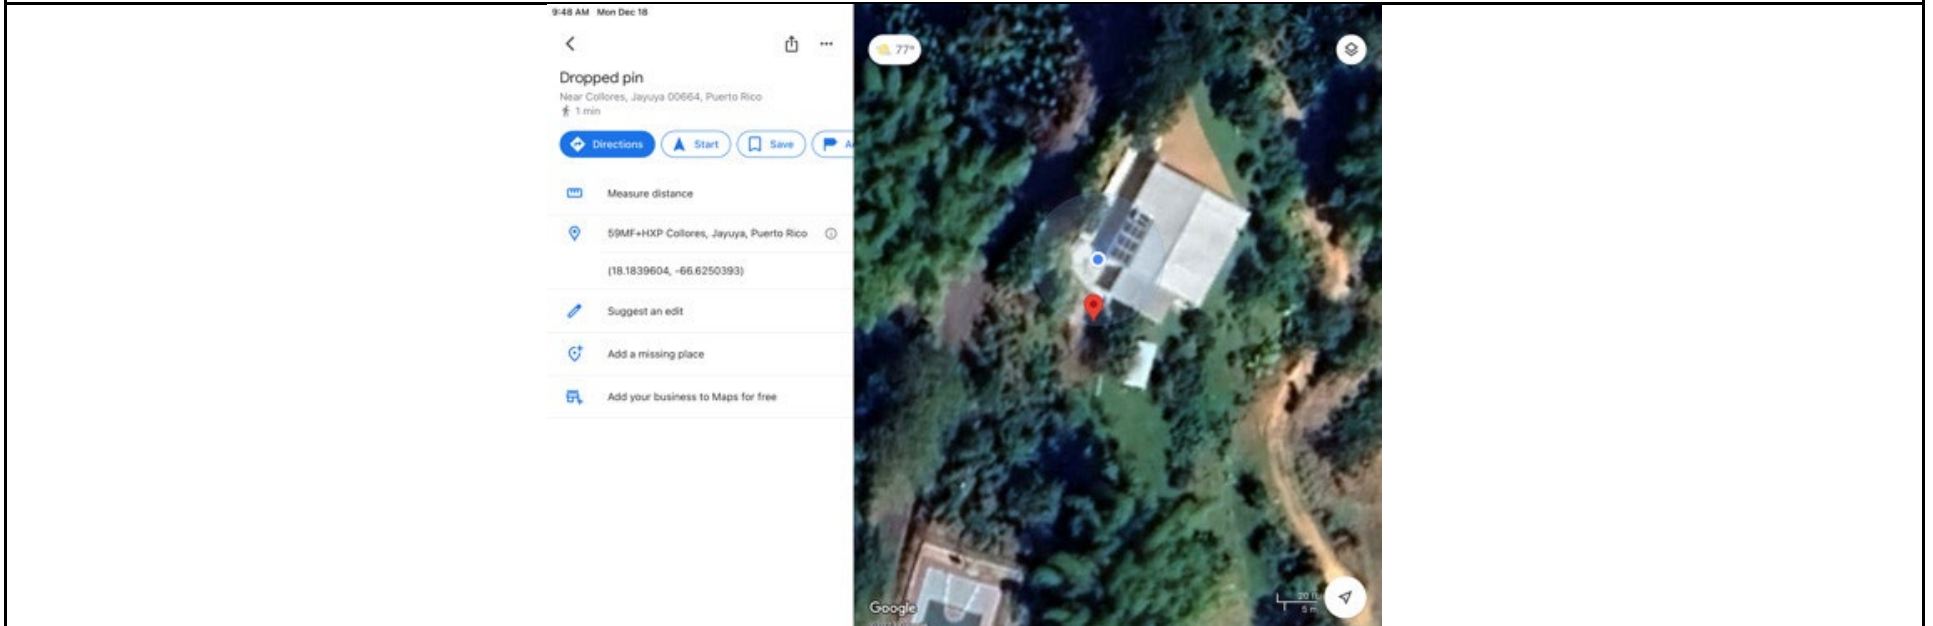 9:48 AM Mon Dec 18
77°
Dropped pin
Near Collores, Jayuya 00664, Puerto Rico
1 min
Directions
Start
Save
Measure distance
59MF+HXP Collores, Jayuya, Puerto Rico
(18.1839604, -66.6250393)
Suggest an edit
Add a missing place
Add your business to Maps for free
Google
20 ft
5 m